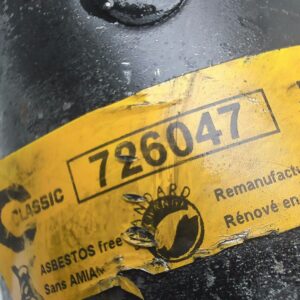 CLASSIC
726047
ASBESTOS free
Sans AMIAN
Remanufactu
Rénové en